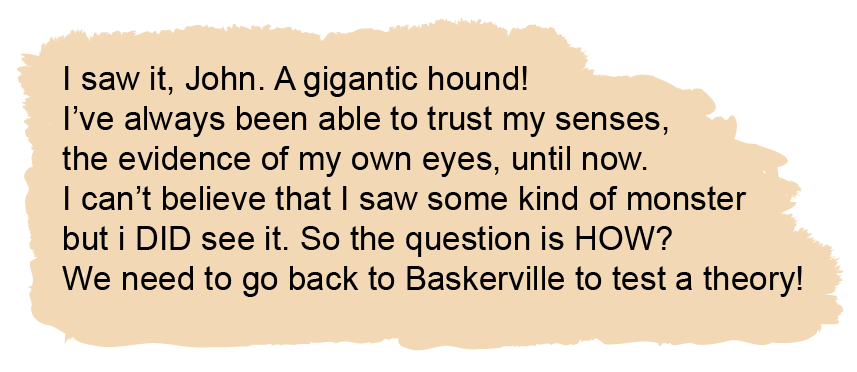 I saw it, John. A gigantic hound!
I’ve always been able to trust my senses,
the evidence of my own eyes, until now.
I can’t believe that I saw some kind of monster
but i DID see it. So the question is HOW?
We need to go back to Baskerville to test a theory!